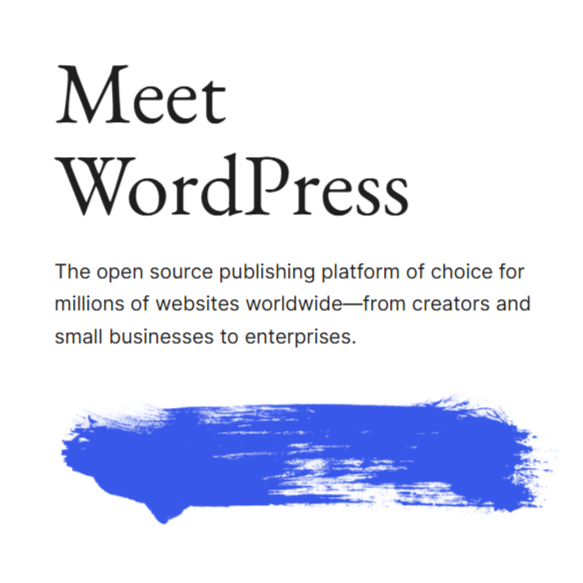 Meet
WordPress
The open source publishing platform of choice for
millions of websites worldwide—from creators and
small businesses to enterprises.